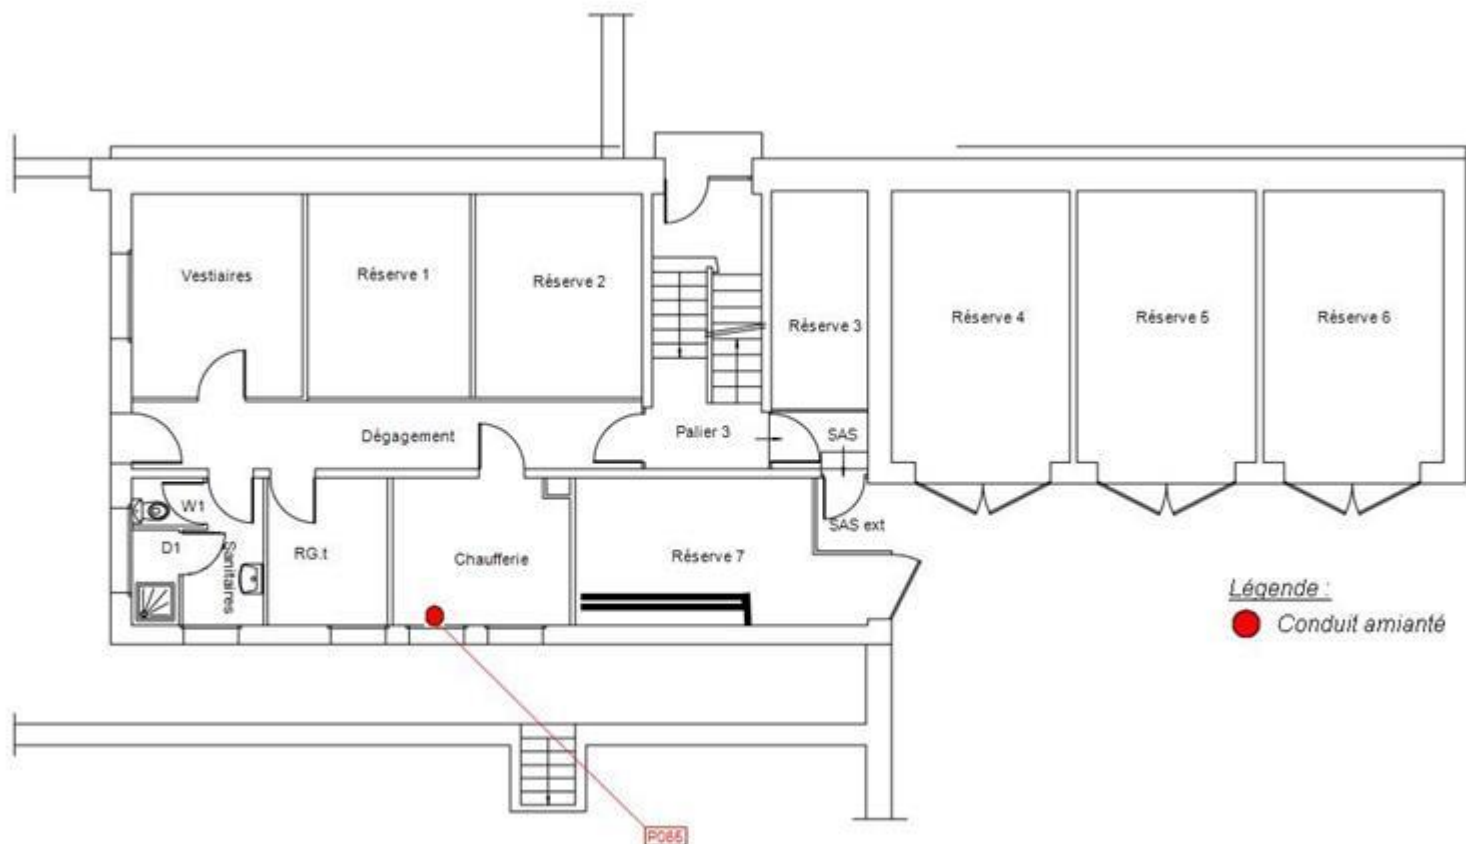 Vestiaires
Réserve 1
Réserve 2
Réserve 3
Réserve 4
Réserve 5
Réserve 6
Dégagement
Palier 3
SAS
SAS ext
W1
D1
Sanitaires
RG.t
Chaufferie
Réserve 7
Légende :
Conduit amianté
P065